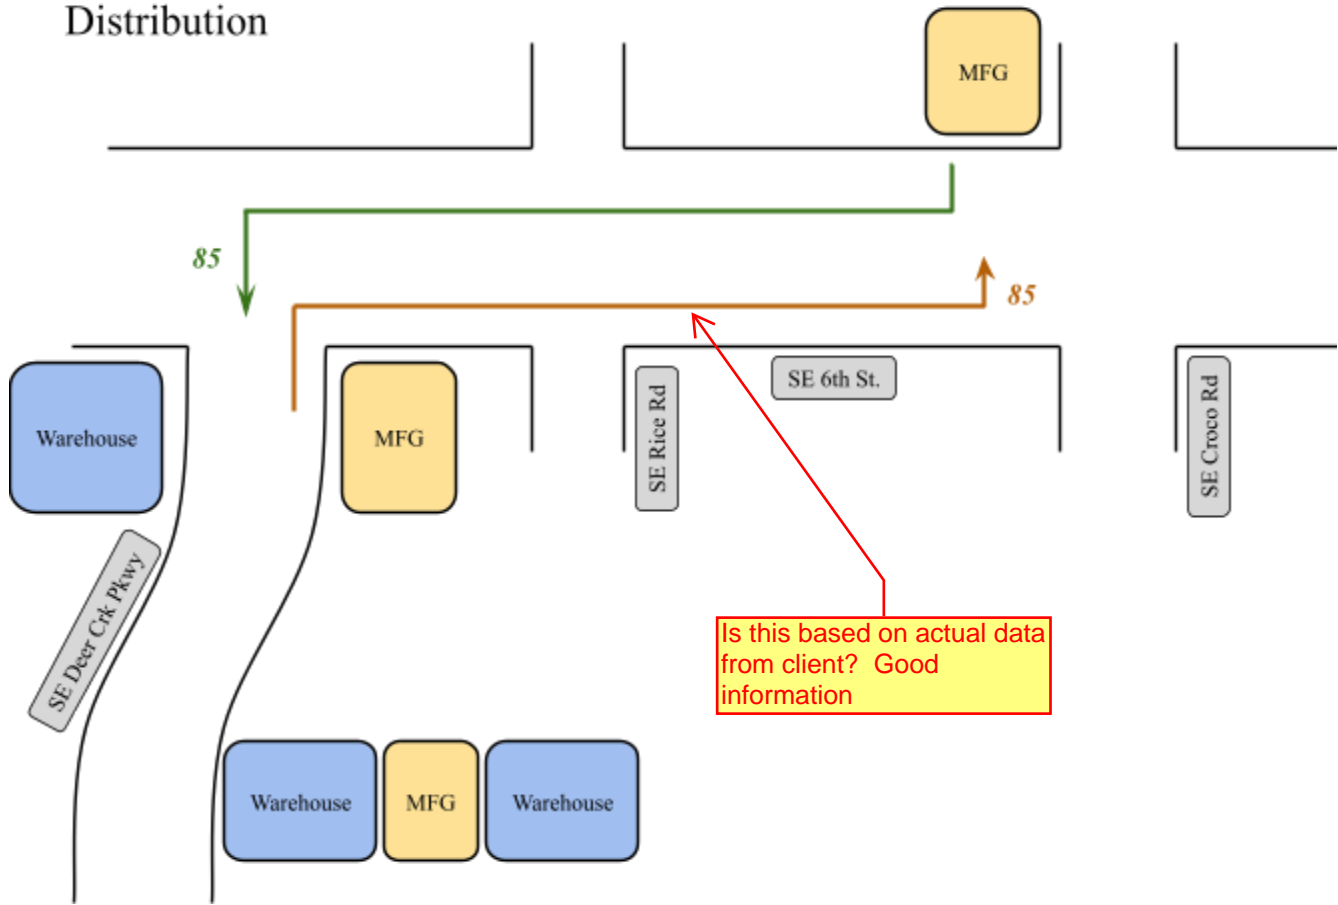 Distribution
MFG
85
85
Warehouse
MFG
SE Rice Rd
SE 6th St.
SE Croco Rd
SE Deer Crk Pkwy
Is this based on actual data
from client?  Good
information
Warehouse
MFG
Warehouse